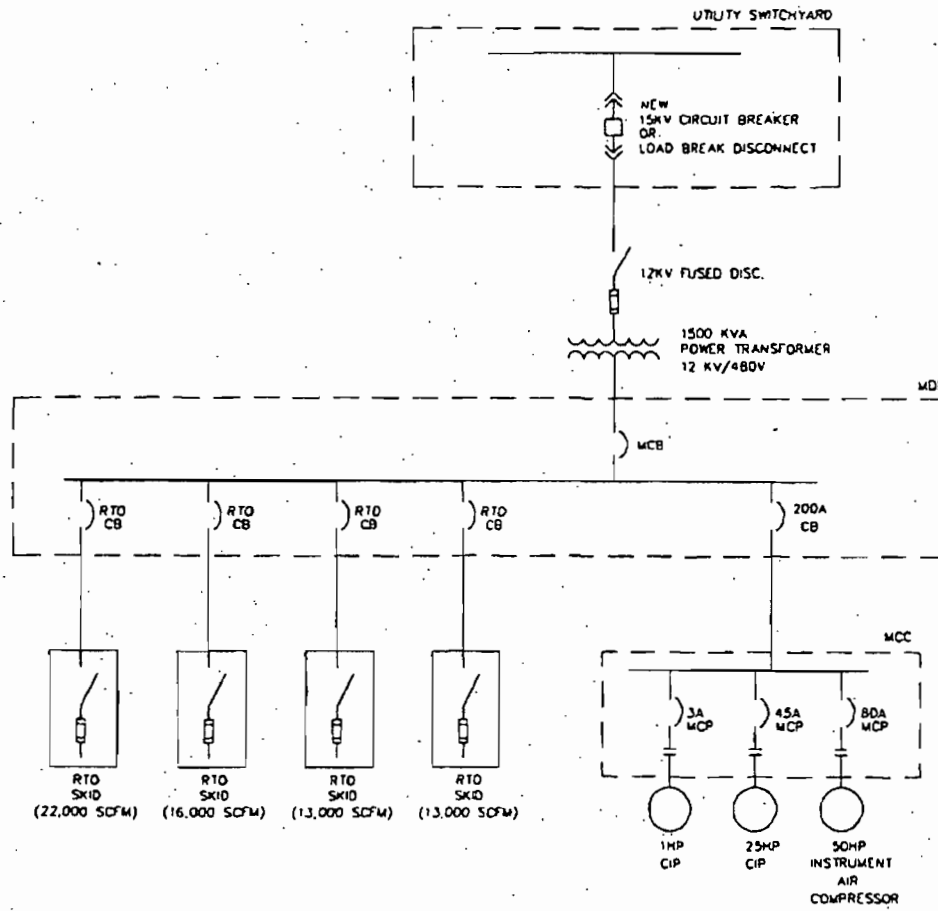 UTILITY SWITCHYARD
NEW
15KV CIRCUIT BREAKER
OR
LOAD BREAK DISCONNECT
12KV FUSED DISC.
1500 KVA
POWER TRANSFORMER
12 KV/480V
MD
MCB
RTO
CB
RTO
CB
RTO
CB
RTO
CB
200A
CB
MCC
3A
MCP
45A
MCP
80A
MCP
RTO
SKID
(22,000 SCFM)
RTO
SKID
(16,000 SCFM)
RTO
SKID
(13,000 SCFM)
RTO
SKID
(13,000 SCFM)
1HP
CIP
25HP
CIP
50HP
INSTRUMENT
AIR
COMPRESSOR